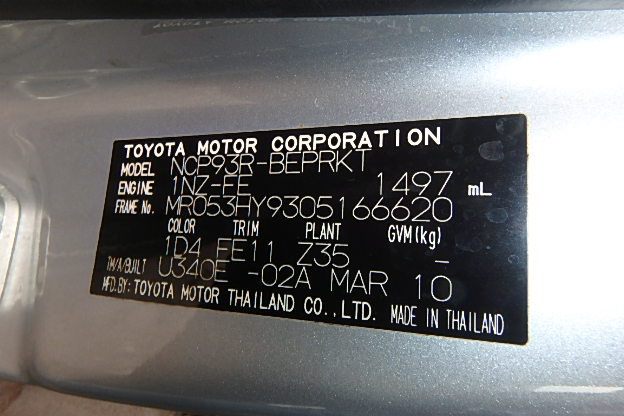 TOYOTA MOTOR CORPORATION
MODEL NCP93R-BEPRKT
ENGINE 1NZ-FE 1497 mL
FRAME No. MR053HY9305166620
COLOR TRIM PLANT GVM(kg)
1D4 FE11 Z35 -
T/M/A/BUILT U340E -02A MAR 10
MFD.BY: TOYOTA MOTOR THAILAND CO.,LTD. MADE IN THAILAND